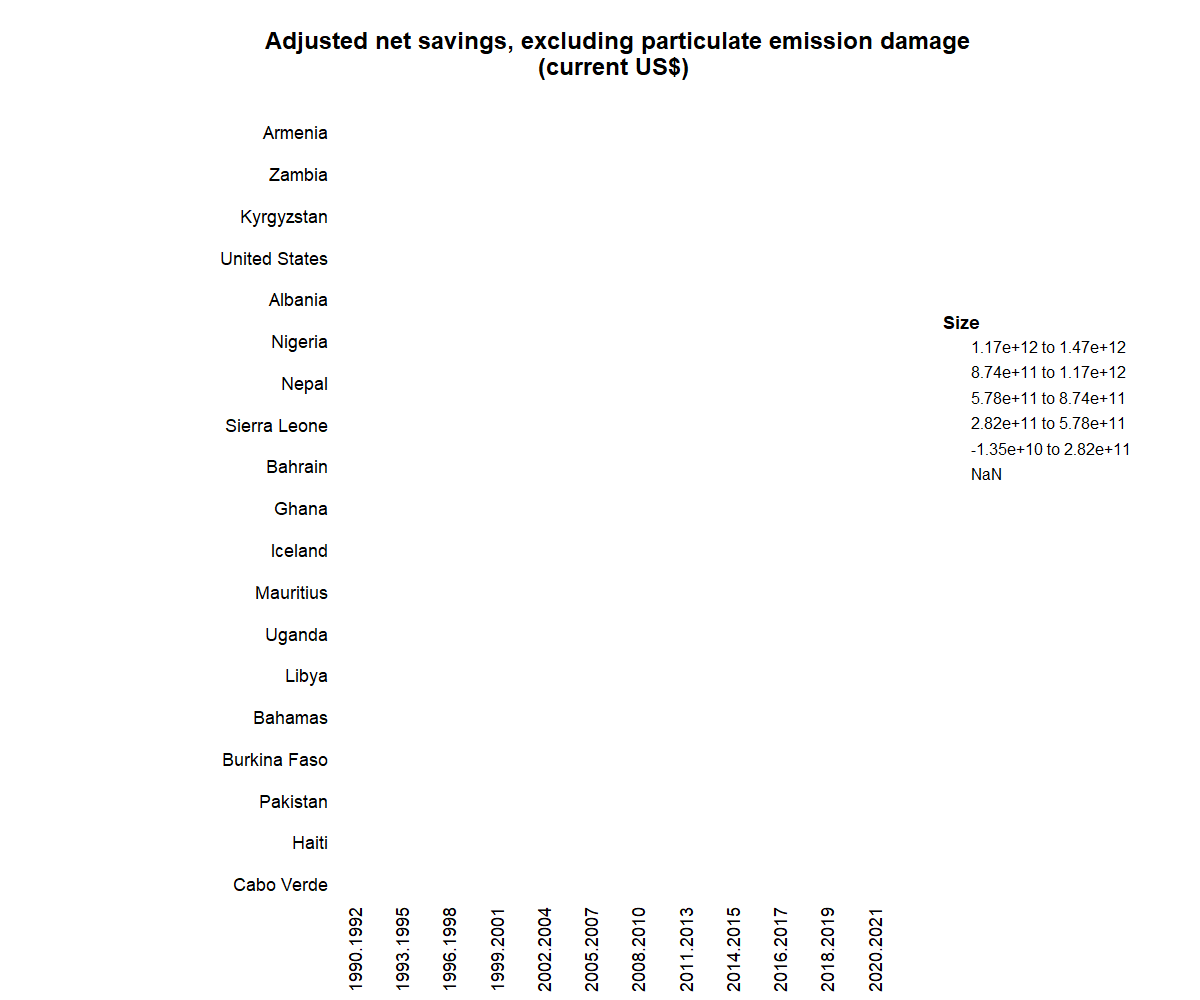 Adjusted net savings, excluding particulate emission damage
(current US$)
Armenia
Zambia
Kyrgyzstan
United States
Albania
Nigeria
Nepal
Sierra Leone
Bahrain
Ghana
Iceland
Mauritius
Uganda
Libya
Bahamas
Burkina Faso
Pakistan
Haiti
Cabo Verde
1990.1992
1993.1995
1996.1998
1999.2001
2002.2004
2005.2007
2008.2010
2011.2013
2014.2015
2016.2017
2018.2019
2020.2021
Size
1.17e+12 to 1.47e+12
8.74e+11 to 1.17e+12
5.78e+11 to 8.74e+11
2.82e+11 to 5.78e+11
-1.35e+10 to 2.82e+11
NaN